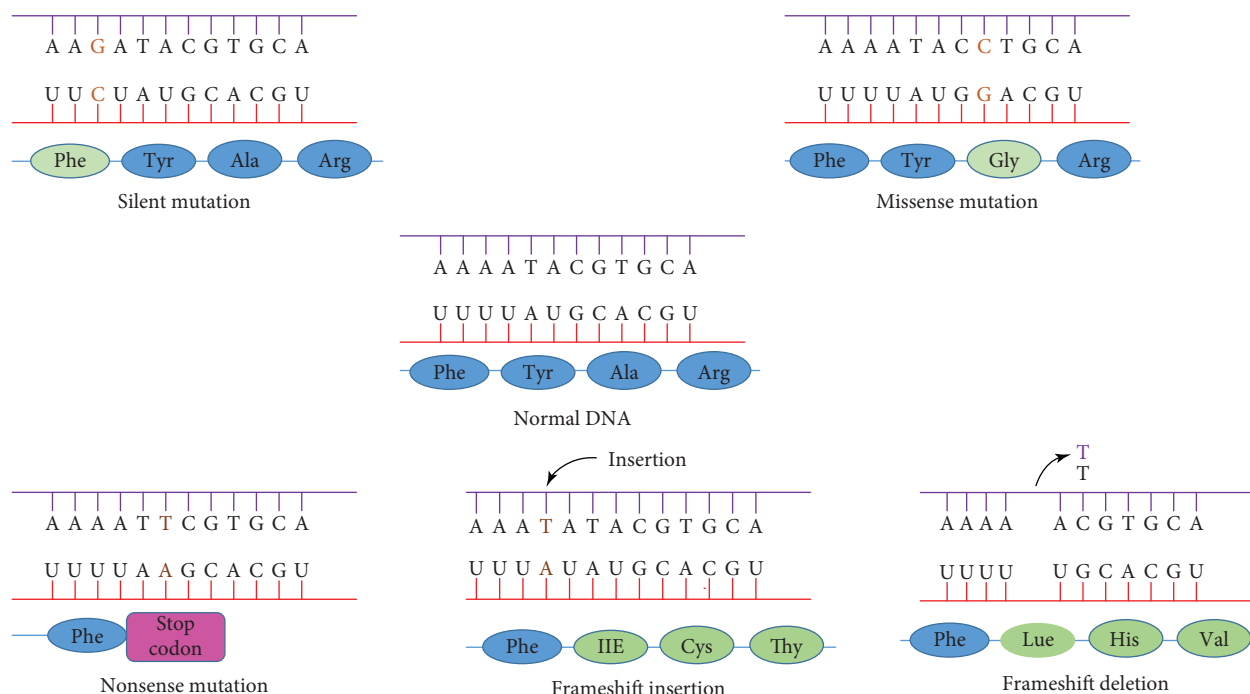 A A G A T A C G T G C A
U U C U A U G C A C G U
Phe Tyr Ala Arg
Silent mutation
A A A A T A C C T G C A
U U U U A U G G A C G U
Phe Tyr Gly Arg
Missense mutation
A A A A T A C G T G C A
U U U U A U G C A C G U
Phe Tyr Ala Arg
Normal DNA
A A A A T T C G T G C A
U U U U A A G C A C G U
Phe
Stop
codon
Nonsense mutation
Insertion
A A A T A T A C G T G C A
U U U A U A U G C A C G U
Phe IIE Cys Thy
Frameshift insertion
T
T
A A A A A C G T G C A
U U U U U G C A C G U
Phe Lue His Val
Frameshift deletion